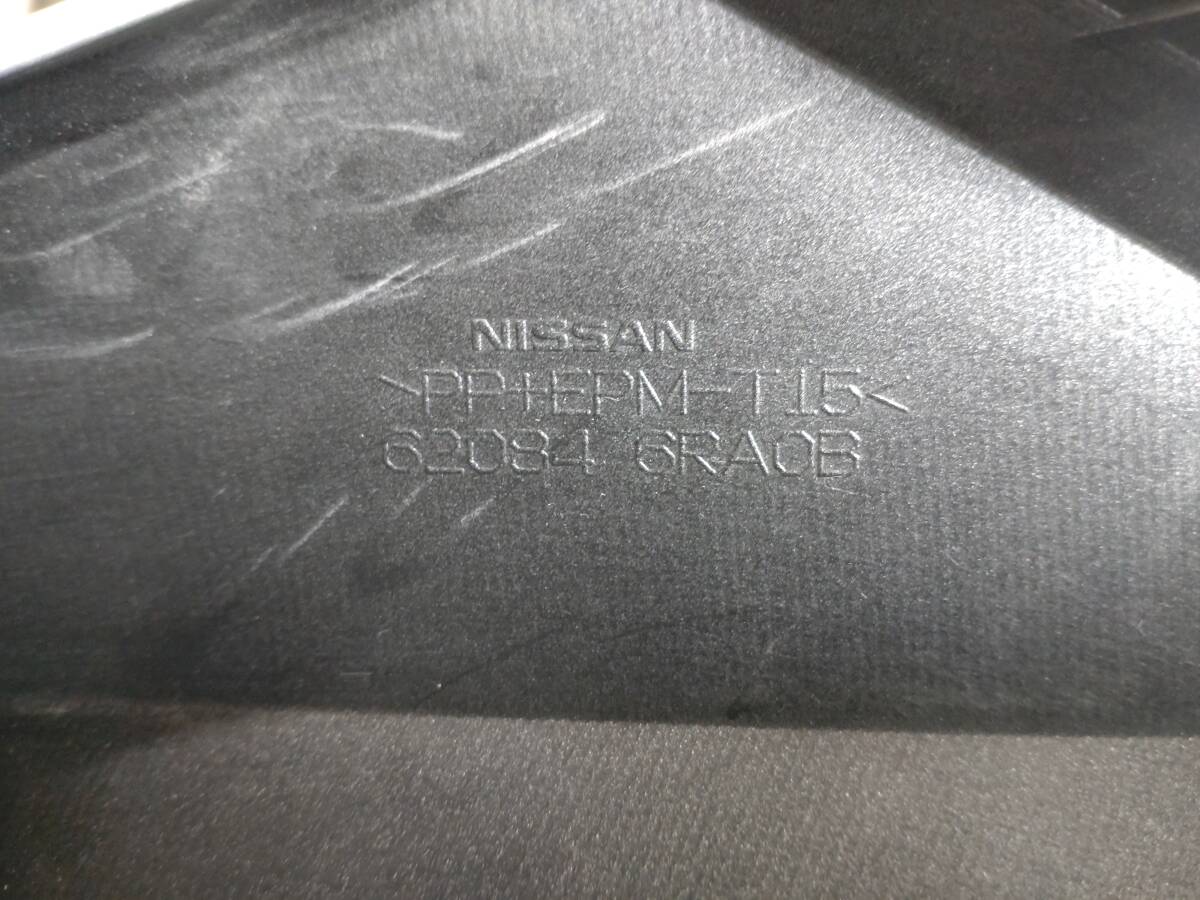 NISSAN
>PP+EPM-T15<
62084 6RA0B